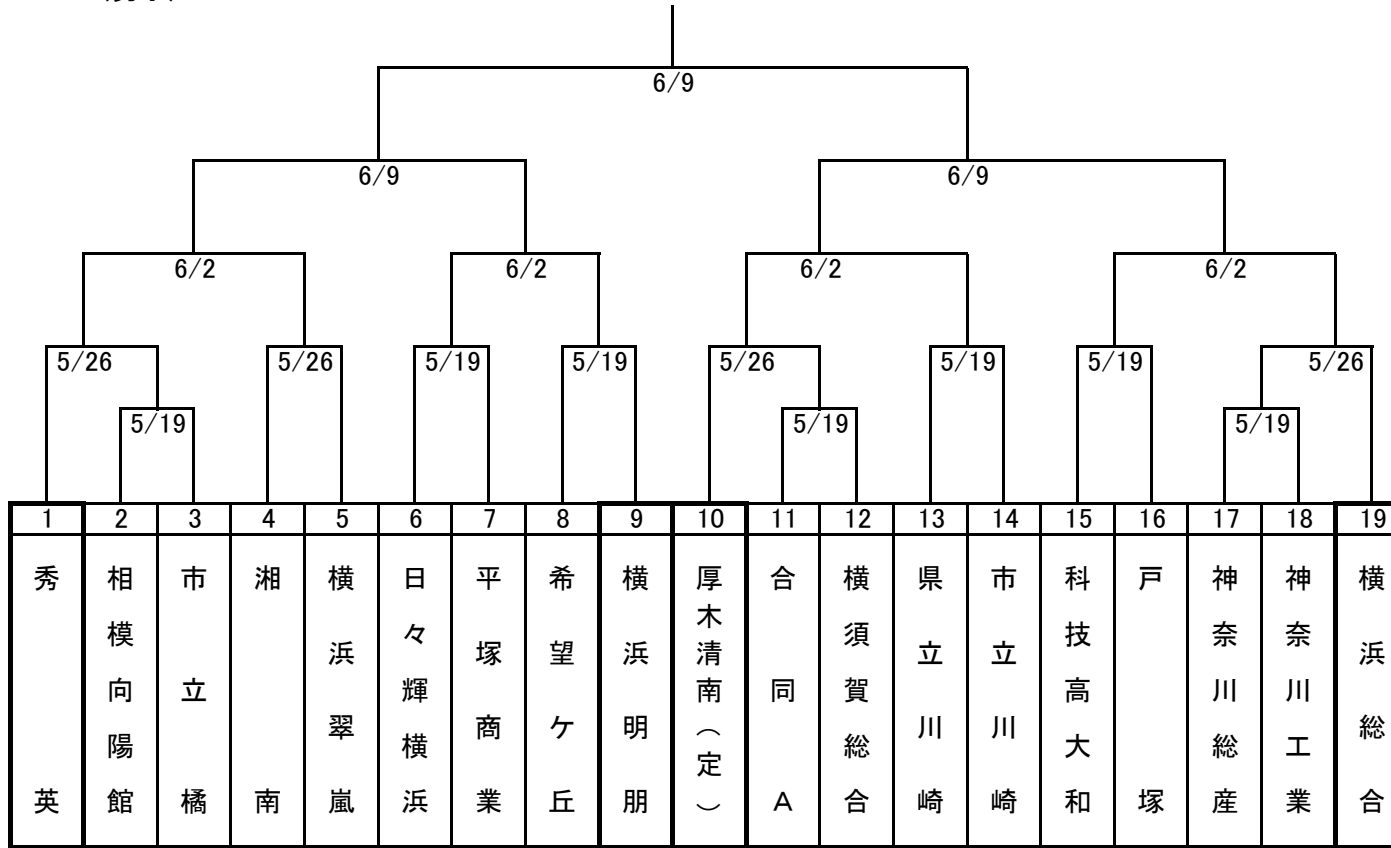 6/9
6/9 6/9
6/2 6/2 6/2 6/2
5/26 5/26 5/19 5/19 5/26 5/19 5/19 5/26
5/19 5/19 5/19
1 2 3 4 5 6 7 8 9 10 11 12 13 14 15 16 17 18 19
秀英
相模向陽館
市立橘
湘南
横浜翠嵐
日々輝横浜
平塚商業
希望ケ丘
横浜明朋
厚木清南(定)
合同A
横須賀総合
県立川崎
市立川崎
科技高大和
戸塚
神奈川総産
神奈川工業
横浜総合